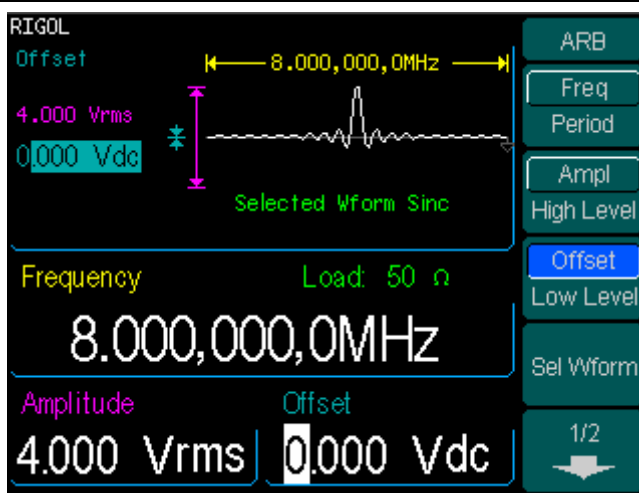 RIGOL
Offset
8.000,000,0MHz
4.000 Vrms
0.000 Vdc
Selected Wform Sinc
Frequency
Load: 50 Ω
8.000,000,0MHz
Amplitude
Offset
4.000 Vrms
0.000 Vdc
ARB
Freq
Period
Ampl
High Level
Offset
Low Level
Sel Wform
1/2